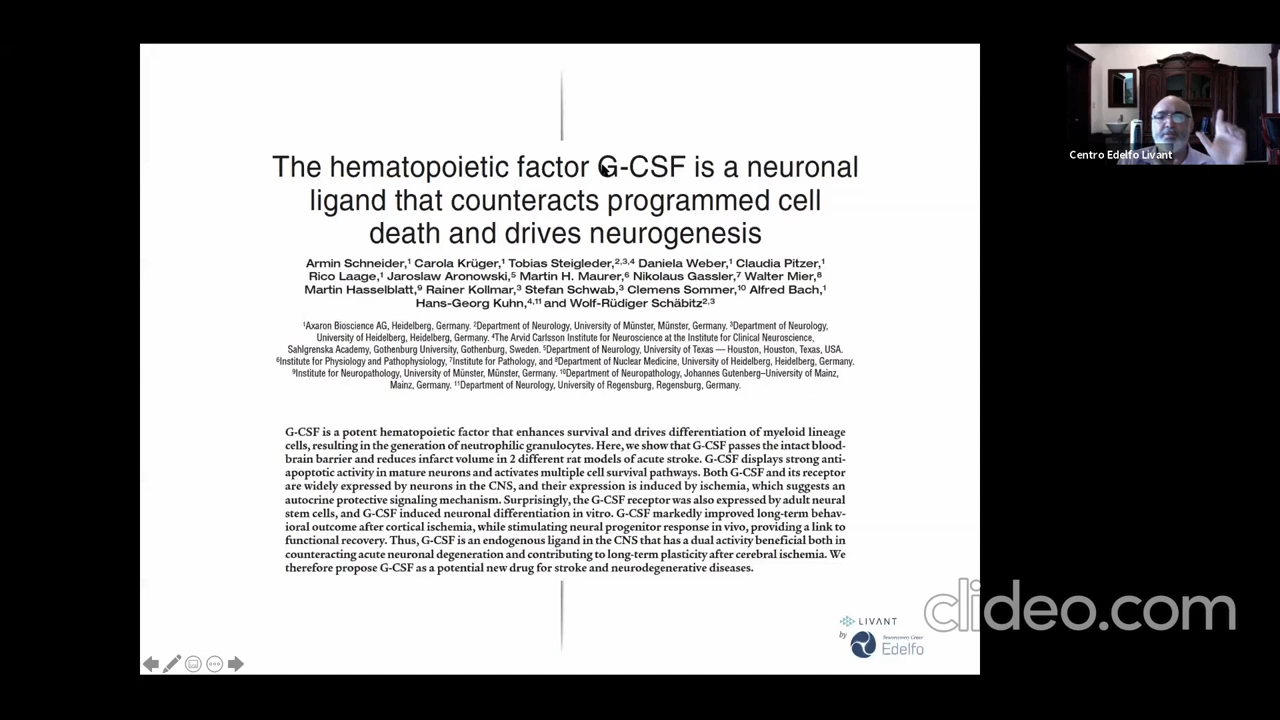 The hematopoietic factor G-CSF is a neuronal
ligand that counteracts programmed cell
death and drives neurogenesis
Armin Schneider,¹ Carola Krüger,¹ Tobias Steigleder,²,³,⁴ Daniela Weber,¹ Claudia Pitzer,¹
Rico Laage,¹ Jaroslaw Aronowski,⁵ Martin H. Maurer,⁶ Nikolaus Gassler,⁷ Walter Mier,⁸
Martin Hasselblatt,⁹ Rainer Kollmar,³ Stefan Schwab,³ Clemens Sommer,¹⁰ Alfred Bach,¹
Hans-Georg Kuhn,⁴,¹¹ and Wolf-Rüdiger Schäbitz²,³
¹Axaron Bioscience AG, Heidelberg, Germany. ²Department of Neurology, University of Münster, Münster, Germany. ³Department of Neurology,
University of Heidelberg, Heidelberg, Germany. ⁴The Arvid Carlsson Institute for Neuroscience at the Institute for Clinical Neuroscience,
Sahlgrenska Academy, Gothenburg University, Gothenburg, Sweden. ⁵Department of Neurology, University of Texas — Houston, Houston, Texas, USA.
⁶Institute for Physiology and Pathophysiology, ⁷Institute for Pathology, and ⁸Department of Nuclear Medicine, University of Heidelberg, Heidelberg, Germany.
⁹Institute for Neuropathology, University of Münster, Münster, Germany. ¹⁰Department of Neuropathology, Johannes Gutenberg–University of Mainz,
Mainz, Germany. ¹¹Department of Neurology, University of Regensburg, Regensburg, Germany.
G-CSF is a potent hematopoietic factor that enhances survival and drives differentiation of myeloid lineage
cells, resulting in the generation of neutrophilic granulocytes. Here, we show that G-CSF passes the intact blood-
brain barrier and reduces infarct volume in 2 different rat models of acute stroke. G-CSF displays strong anti-
apoptotic activity in mature neurons and activates multiple cell survival pathways. Both G-CSF and its receptor
are widely expressed by neurons in the CNS, and their expression is induced by ischemia, which suggests an
autocrine protective signaling mechanism. Surprisingly, the G-CSF receptor was also expressed by adult neural
stem cells, and G-CSF induced neuronal differentiation in vitro. G-CSF markedly improved long-term behav-
ioral outcome after cortical ischemia, while stimulating neural progenitor response in vivo, providing a link to
functional recovery. Thus, G-CSF is an endogenous ligand in the CNS that has a dual activity beneficial both in
counteracting acute neuronal degeneration and contributing to long-term plasticity after cerebral ischemia. We
therefore propose G-CSF as a potential new drug for stroke and neurodegenerative diseases.
Centro Edelfo Livant
LIVANT
by
Neurorecovery Center
Edelfo
clideo.com